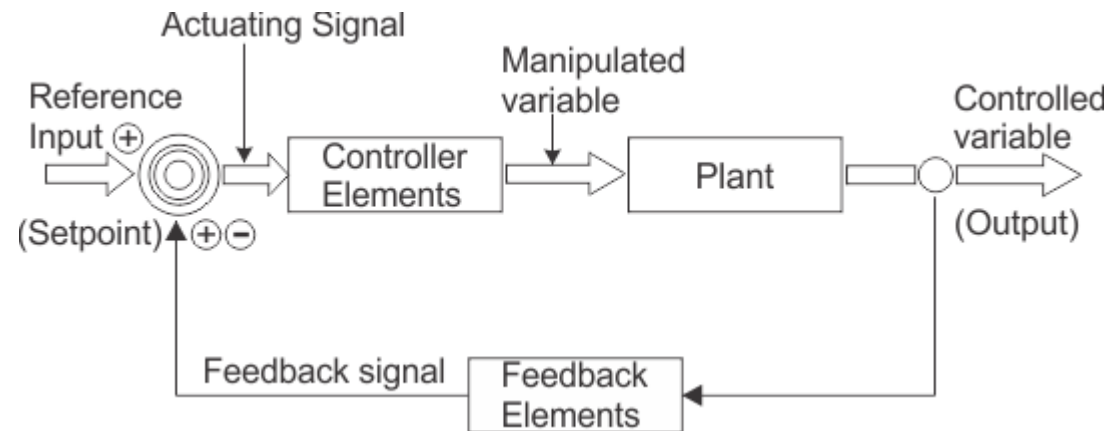 Actuating Signal
Manipulated
variable
Reference
Input +
Controlled
variable
Controller
Elements
Plant
(Setpoint)
+ −
(Output)
Feedback signal
Feedback
Elements